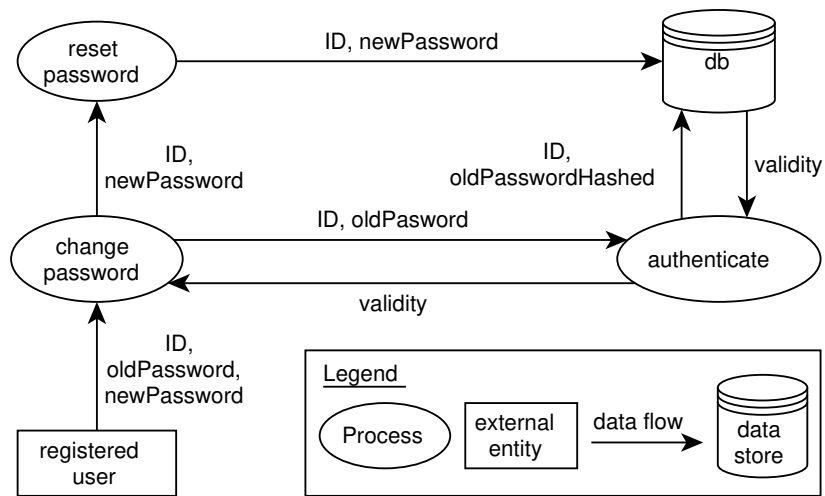 reset
password
ID, newPassword
db
ID,
newPassword
ID,
oldPasswordHashed
validity
change
password
ID, oldPasword
authenticate
validity
ID,
oldPassword,
newPassword
registered
user
Legend
Process
external
entity
data flow
data
store